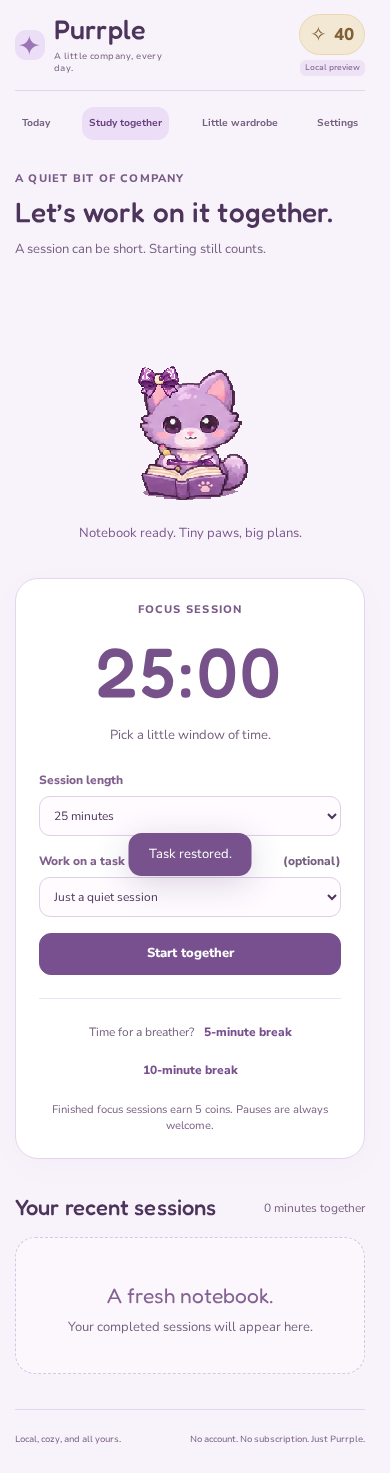 Purrple
A little company, every
day.
✧ 40
Local preview
Today
Study together
Little wardrobe
Settings
A QUIET BIT OF COMPANY
Let’s work on it together.
A session can be short. Starting still counts.
Notebook ready. Tiny paws, big plans.
FOCUS SESSION
25:00
Pick a little window of time.
Session length
25 minutes
Task restored.
Work on a task (optional)
Just a quiet session
Start together
Time for a breather? 5-minute break
10-minute break
Finished focus sessions earn 5 coins. Pauses are always
welcome.
Your recent sessions
0 minutes together
A fresh notebook.
Your completed sessions will appear here.
Local, cozy, and all yours.
No account. No subscription. Just Purrple.